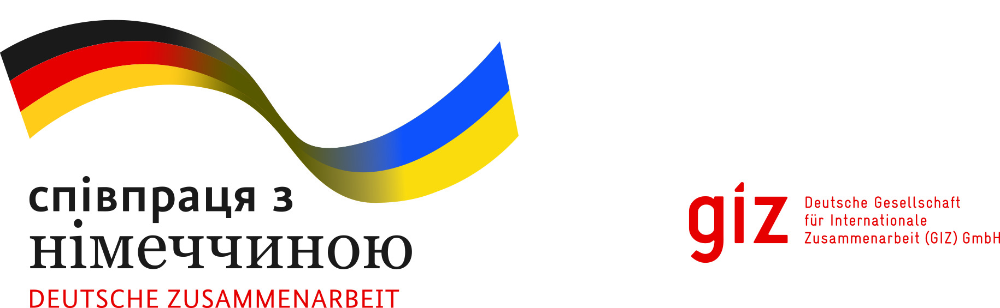 співпраця з
німеччиною
DEUTSCHE ZUSAMMENARBEIT
giz
Deutsche Gesellschaft
für Internationale
Zusammenarbeit (GIZ) GmbH